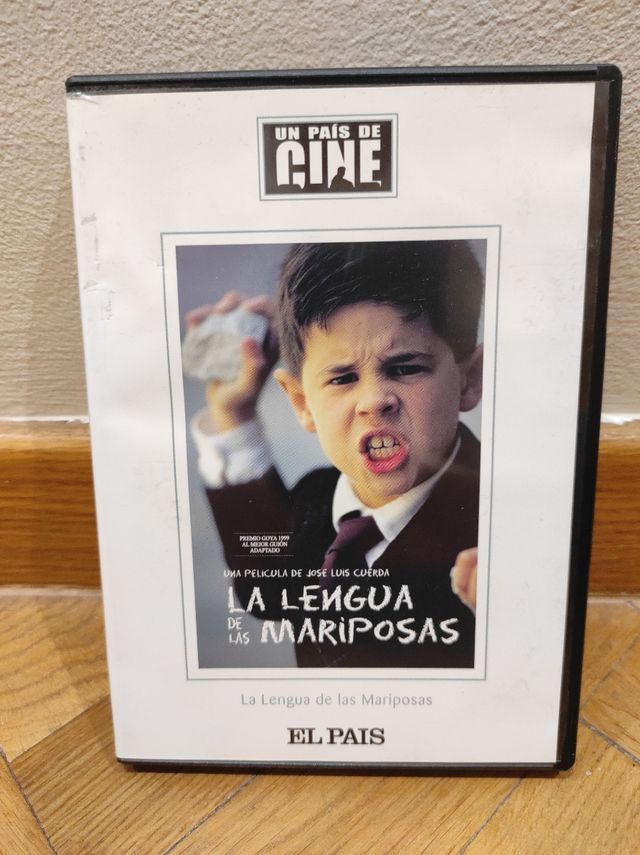 UN PAÍS DE
CINE
PREMIO GOYA 1999
AL MEJOR GUIÓN
ADAPTADO
UNA PELICULA DE JOSE LUIS CUERDA
LA LENGUA
DE LAS MARIPOSAS
La Lengua de las Mariposas
EL PAIS